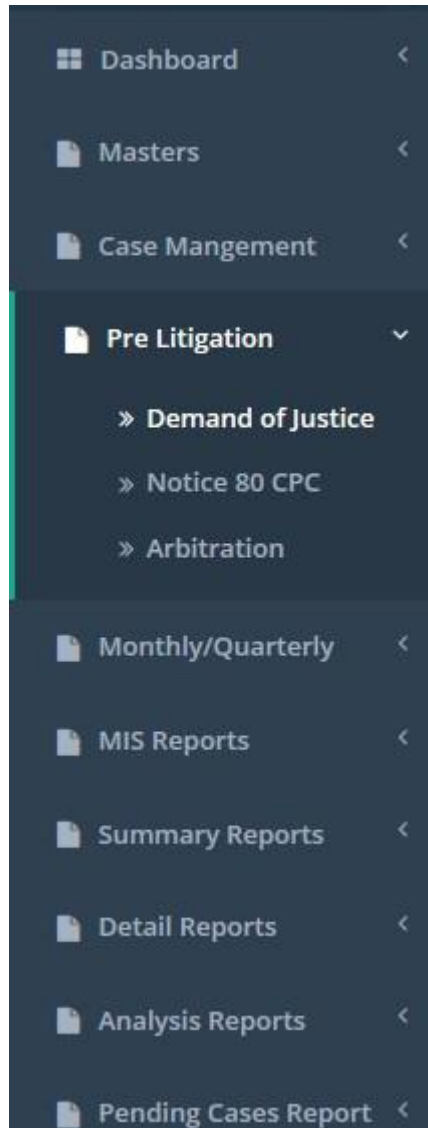 Dashboard
Masters
Case Mangement
Pre Litigation
» Demand of Justice
» Notice 80 CPC
» Arbitration
Monthly/Quarterly
MIS Reports
Summary Reports
Detail Reports
Analysis Reports
Pending Cases Report